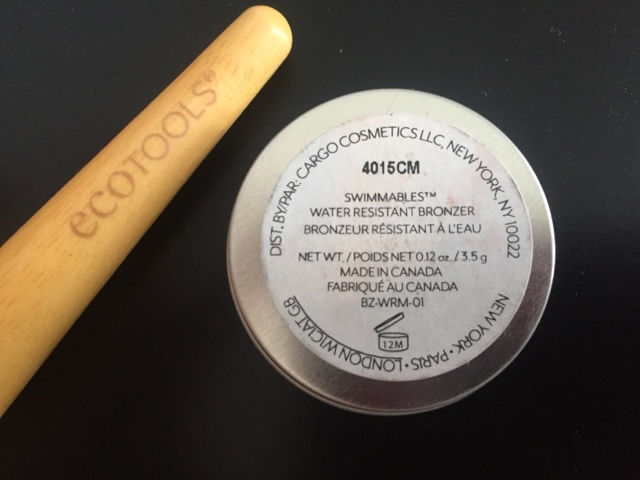 ecoTOOLS®
DIST. BY/PAR: CARGO COSMETICS LLC, NEW YORK, NY 10022
4015CM
SWIMMABLES™
WATER RESISTANT BRONZER
BRONZEUR RÉSISTANT À L'EAU
NET WT. / POIDS NET 0.12 oz. / 3.5 g
MADE IN CANADA
FABRIQUÉ AU CANADA
BZ-WRM-01
12M
NEW YORK • PARIS • LONDON W1C1AT GB